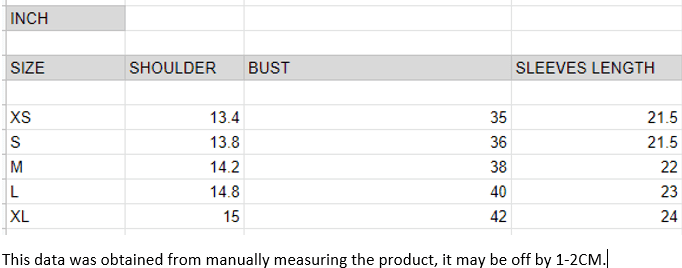 INCH
SIZE SHOULDER BUST SLEEVES LENGTH
XS 13.4 35 21.5
S 13.8 36 21.5
M 14.2 38 22
L 14.8 40 23
XL 15 42 24
This data was obtained from manually measuring the product, it may be off by 1-2CM.